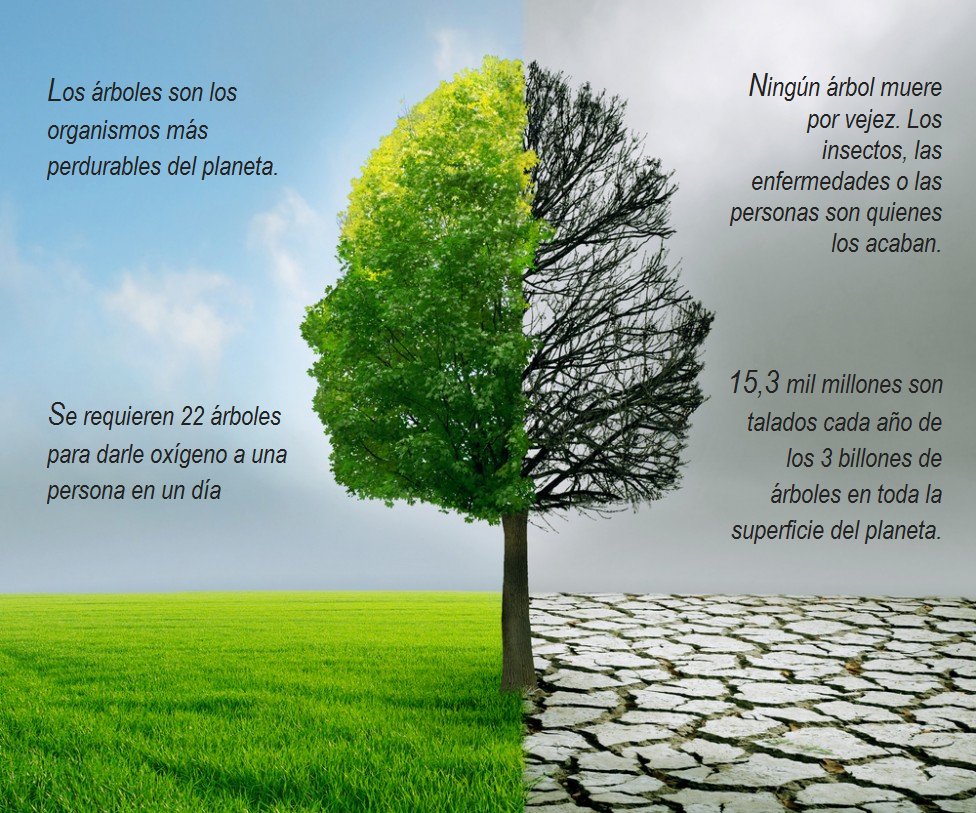 Los árboles son los
organismos más
perdurables del planeta.
Se requieren 22 árboles
para darle oxígeno a una
persona en un día
Ningún árbol muere
por vejez. Los
insectos, las
enfermedades o las
personas son quienes
los acaban.
15,3 mil millones son
talados cada año de
los 3 billones de
árboles en toda la
superficie del planeta.